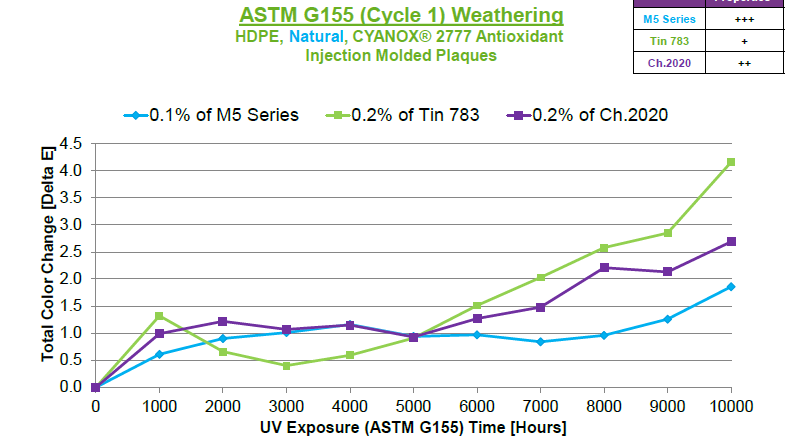 ASTM G155 (Cycle 1) Weathering
HDPE, Natural, CYANOX® 2777 Antioxidant
Injection Molded Plaques
M5 Series +++
Tin 783 +
Ch.2020 ++
0.1% of M5 Series 0.2% of Tin 783 0.2% of Ch.2020
Total Color Change [Delta E]
4.5
4.0
3.5
3.0
2.5
2.0
1.5
1.0
0.5
0.0
0 1000 2000 3000 4000 5000 6000 7000 8000 9000 10000
UV Exposure (ASTM G155) Time [Hours]